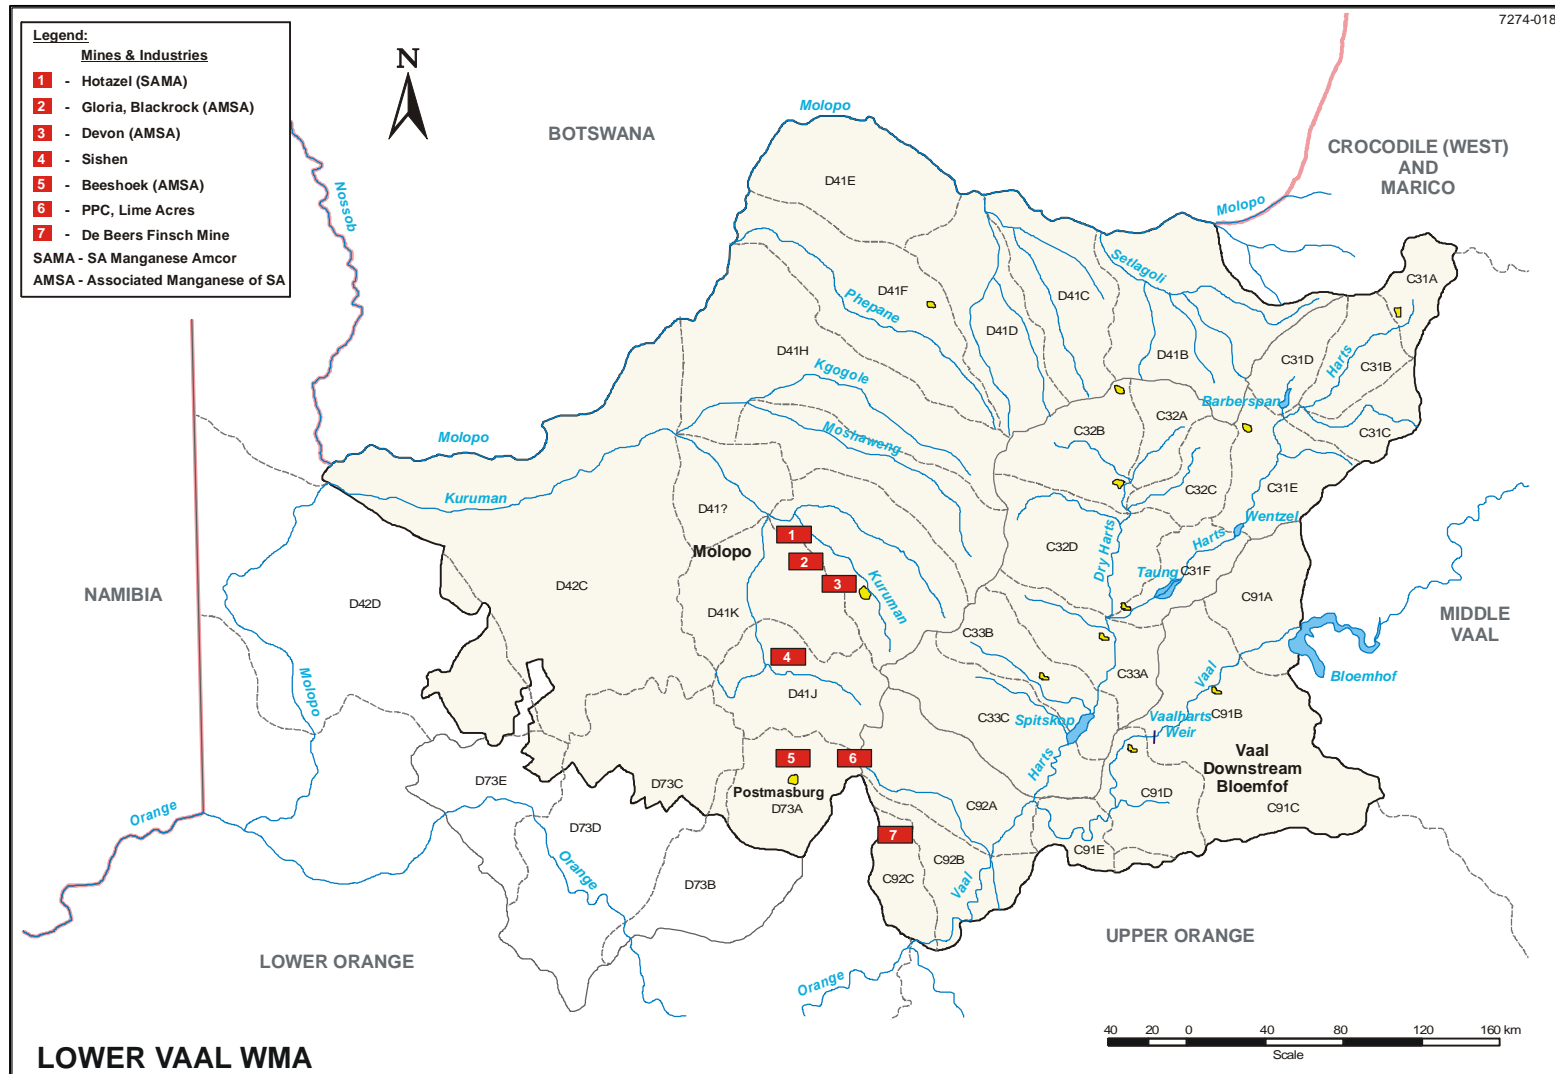 7274-018
Legend:
Mines & Industries
1 - Hotazel (SAMA)
2 - Gloria, Blackrock (AMSA)
3 - Devon (AMSA)
4 - Sishen
5 - Beeshoek (AMSA)
6 - PPC, Lime Acres
7 - De Beers Finsch Mine
SAMA - SA Manganese Amcor
AMSA - Associated Manganese of SA
N
BOTSWANA
Molopo
CROCODILE (WEST)
AND
MARICO
Nossob
D41E
Molopo
Setlagoli
C31A
D41F
Phepane
D41C
D41D
D41B
C31D
Harts
C31B
D41H
Kgogole
Barberspan
C32A
C32B
C31C
Molopo
Moshaweng
Kuruman
C32C
C31E
D41?
Wentzel
Molopo
1
2
3
Kuruman
C32D
Dry Harts
Harts
Taung
C31F
NAMIBIA
D42D
D42C
D41K
C91A
MIDDLE
VAAL
C33B
4
C33A
Vaal
Bloemhof
Molopo
D41J
C33C
Spitskop
Vaalharts
Weir
C91B
Vaal
Downstream
Bloemfof
5
6
Harts
D73E
D73C
Postmasburg
D73A
C92A
C91D
C91C
Orange
D73D
7
C92B
C91E
Orange
D73B
C92C
Vaal
UPPER ORANGE
LOWER ORANGE
Orange
40 20 0 40 80 120 160 km
Scale
LOWER VAAL WMA